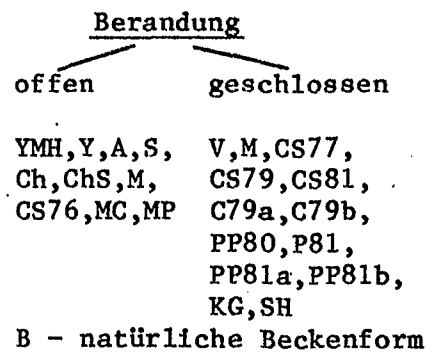 Berandung
offen geschlossen
YMH,Y,A,S, V,M,CS77,
Ch,ChS,M, CS79,CS81,
CS76,MC,MP C79a,C79b,
PP80,P81,
PP81a,PP81b,
KG,SH
B - natürliche Beckenform